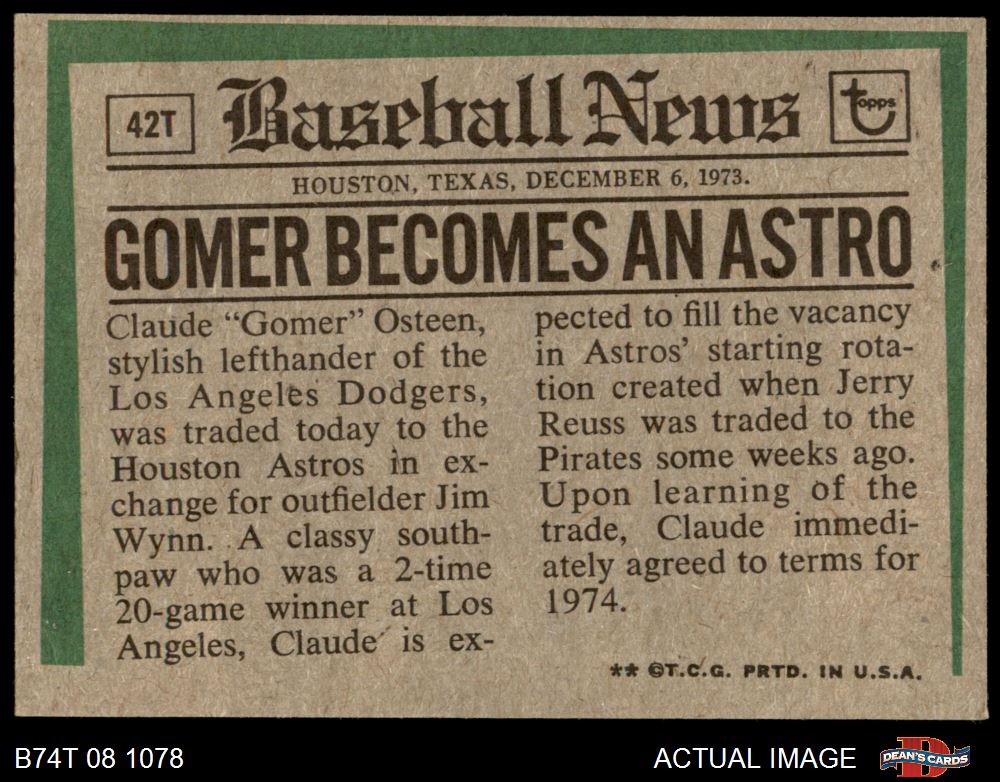 42T
Baseball News
topps
HOUSTON, TEXAS, DECEMBER 6, 1973.
GOMER BECOMES AN ASTRO
Claude “Gomer” Osteen,
stylish lefthander of the
Los Angeles Dodgers,
was traded today to the
Houston Astros in ex-
change for outfielder Jim
Wynn. A classy south-
paw who was a 2-time
20-game winner at Los
Angeles, Claude is ex-
pected to fill the vacancy
in Astros’ starting rota-
tion created when Jerry
Reuss was traded to the
Pirates some weeks ago.
Upon learning of the
trade, Claude immedi-
ately agreed to terms for
1974.
** ©T.C.G. PRTD. IN U.S.A.
B74T 08 1078
ACTUAL IMAGE
DEAN'S CARDS